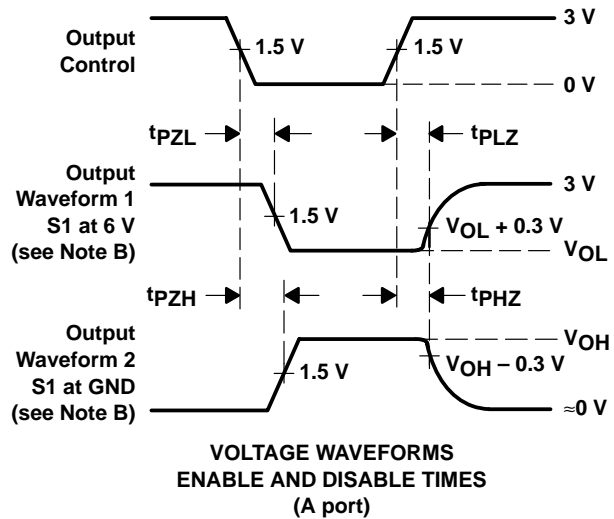 Output
Control
1.5 V
1.5 V
3 V
0 V
tPZL
tPLZ
Output
Waveform 1
S1 at 6 V
(see Note B)
1.5 V
3 V
VOL + 0.3 V
VOL
tPZH
tPHZ
Output
Waveform 2
S1 at GND
(see Note B)
1.5 V
VOH
VOH – 0.3 V
≈0 V
VOLTAGE WAVEFORMS
ENABLE AND DISABLE TIMES
(A port)